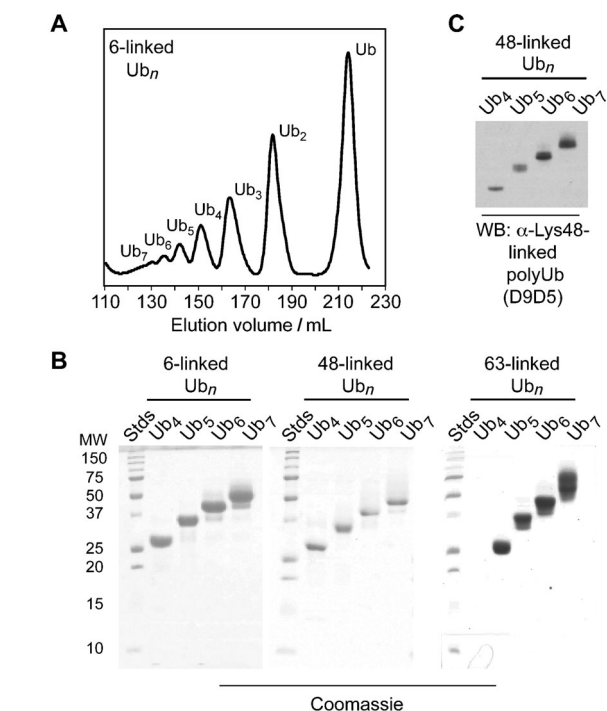 A
6-linked
Ubn
Ub
Ub2
Ub3
Ub4
Ub5
Ub6
Ub7
110 130 150 170 190 210 230
Elution volume / mL
C
48-linked
Ubn
Ub4 Ub5 Ub6 Ub7
WB: α-Lys48-
linked
polyUb
(D9D5)
B
6-linked
Ubn
48-linked
Ubn
63-linked
Ubn
Stds Ub4 Ub5 Ub6 Ub7
Stds Ub4 Ub5 Ub6 Ub7
Stds Ub4 Ub5 Ub6 Ub7
MW
150
75
50
37
25
20
15
10
Coomassie